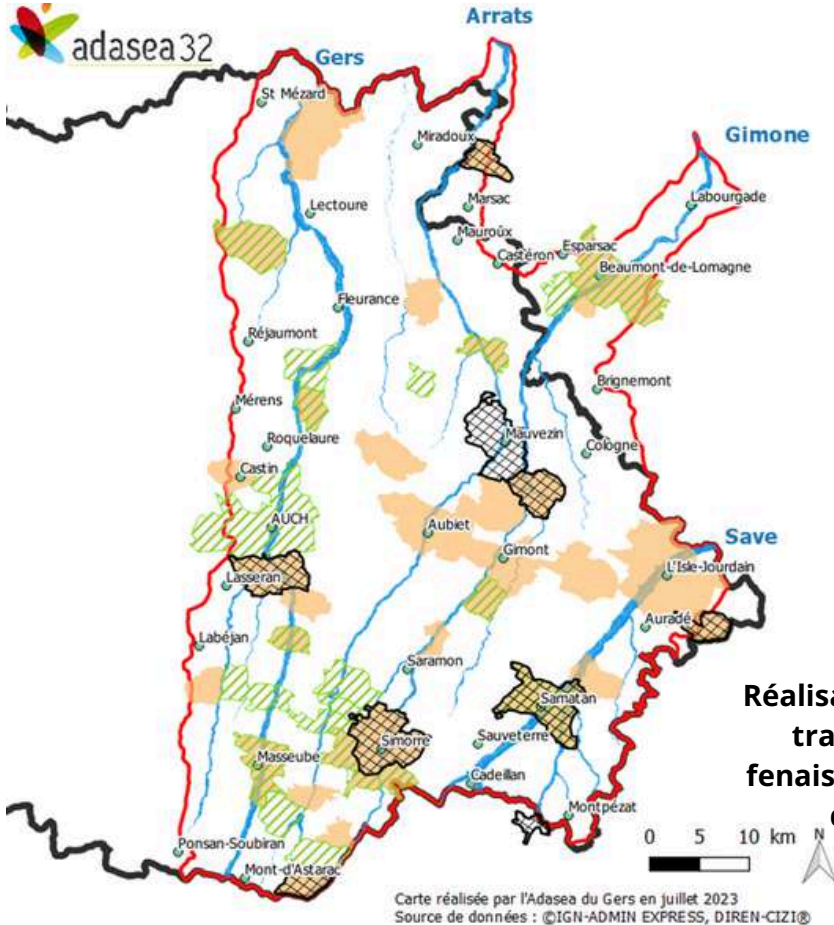 adasea32
Arrats
Gers
St Mézard
Miradoux
Gimone
Labourgade
Lectoure
Marsac
Mauroùx
Castéron
Esparsac
Beaumont-de-Lomagne
Fleurance
Réjaumont
Brignemont
Mérens
Mauvezin
Cologne
Roquelaure
Castin
AUCH
Aubiet
Gimont
Save
L'Isle-Jourdain
Lasseran
Auradé
Labéjan
Saramon
Samatan
Simorre
Sauveterre
Masseube
Cadeillan
Montpézat
Ponsan-Soubiran
Mont-d'Astarac
Réalisa
tra
fenais
0 5 10 km
N
Carte réalisée par l'Adasea du Gers en juillet 2023
Source de données : ©IGN-ADMIN EXPRESS, DIREN-CIZI®